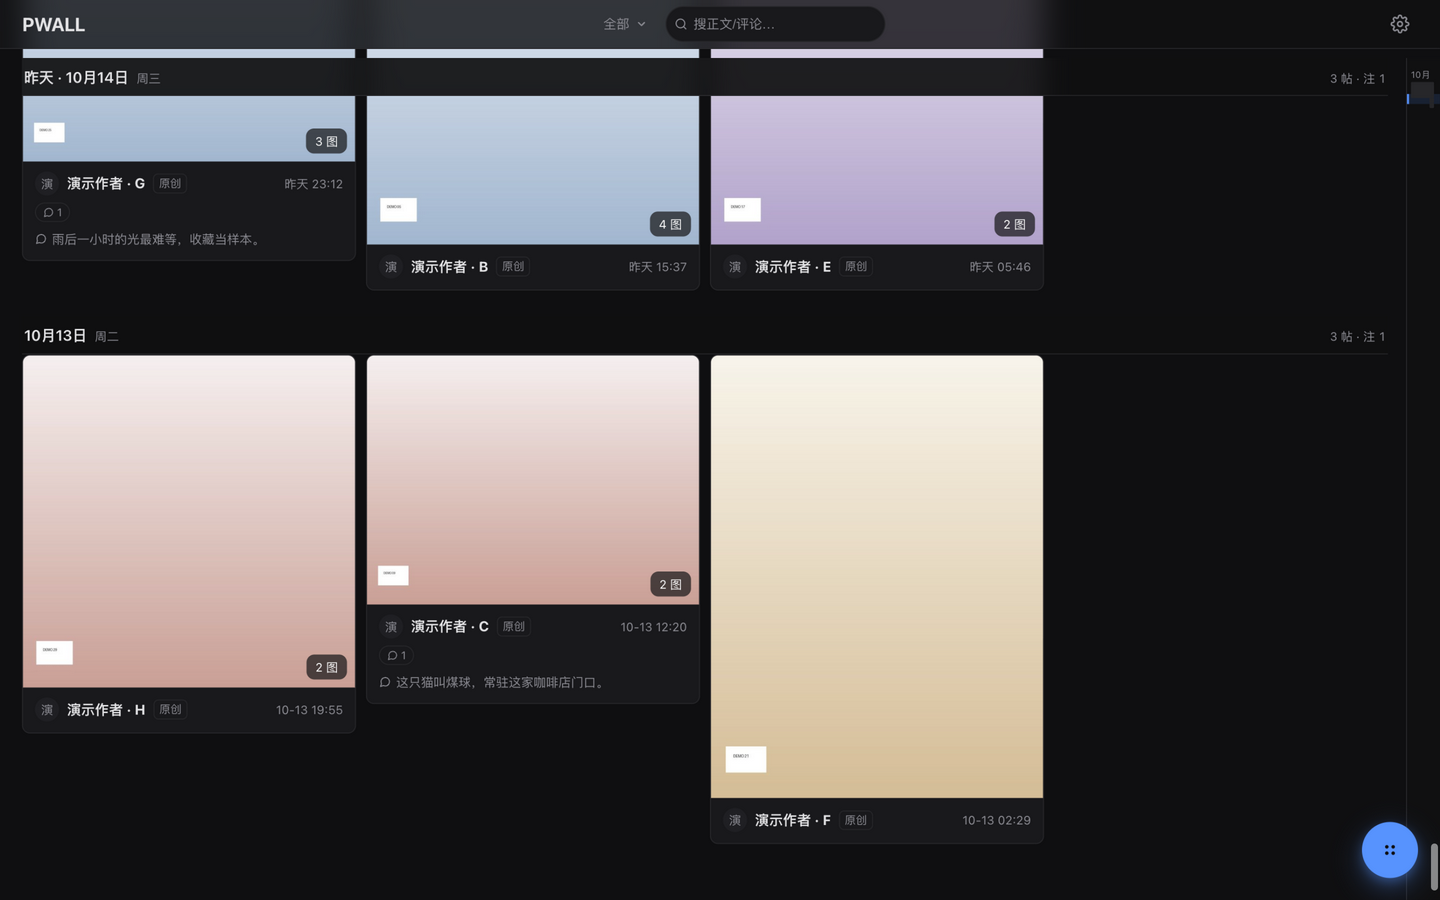 PWALL
全部
搜正文/评论...
昨天 · 10月14日 周三
3 帖 · 注 1
10月
3 图
演 演示作者 · G 原创 昨天 23:12
1
雨后一小时的光最难等，收藏当样本。
4 图
演 演示作者 · B 原创 昨天 15:37
2 图
演 演示作者 · E 原创 昨天 05:46
10月13日 周二
3 帖 · 注 1
2 图
演 演示作者 · H 原创 10-13 19:55
2 图
演 演示作者 · C 原创 10-13 12:20
1
这只猫叫煤球，常驻这家咖啡店门口。
演 演示作者 · F 原创 10-13 02:29